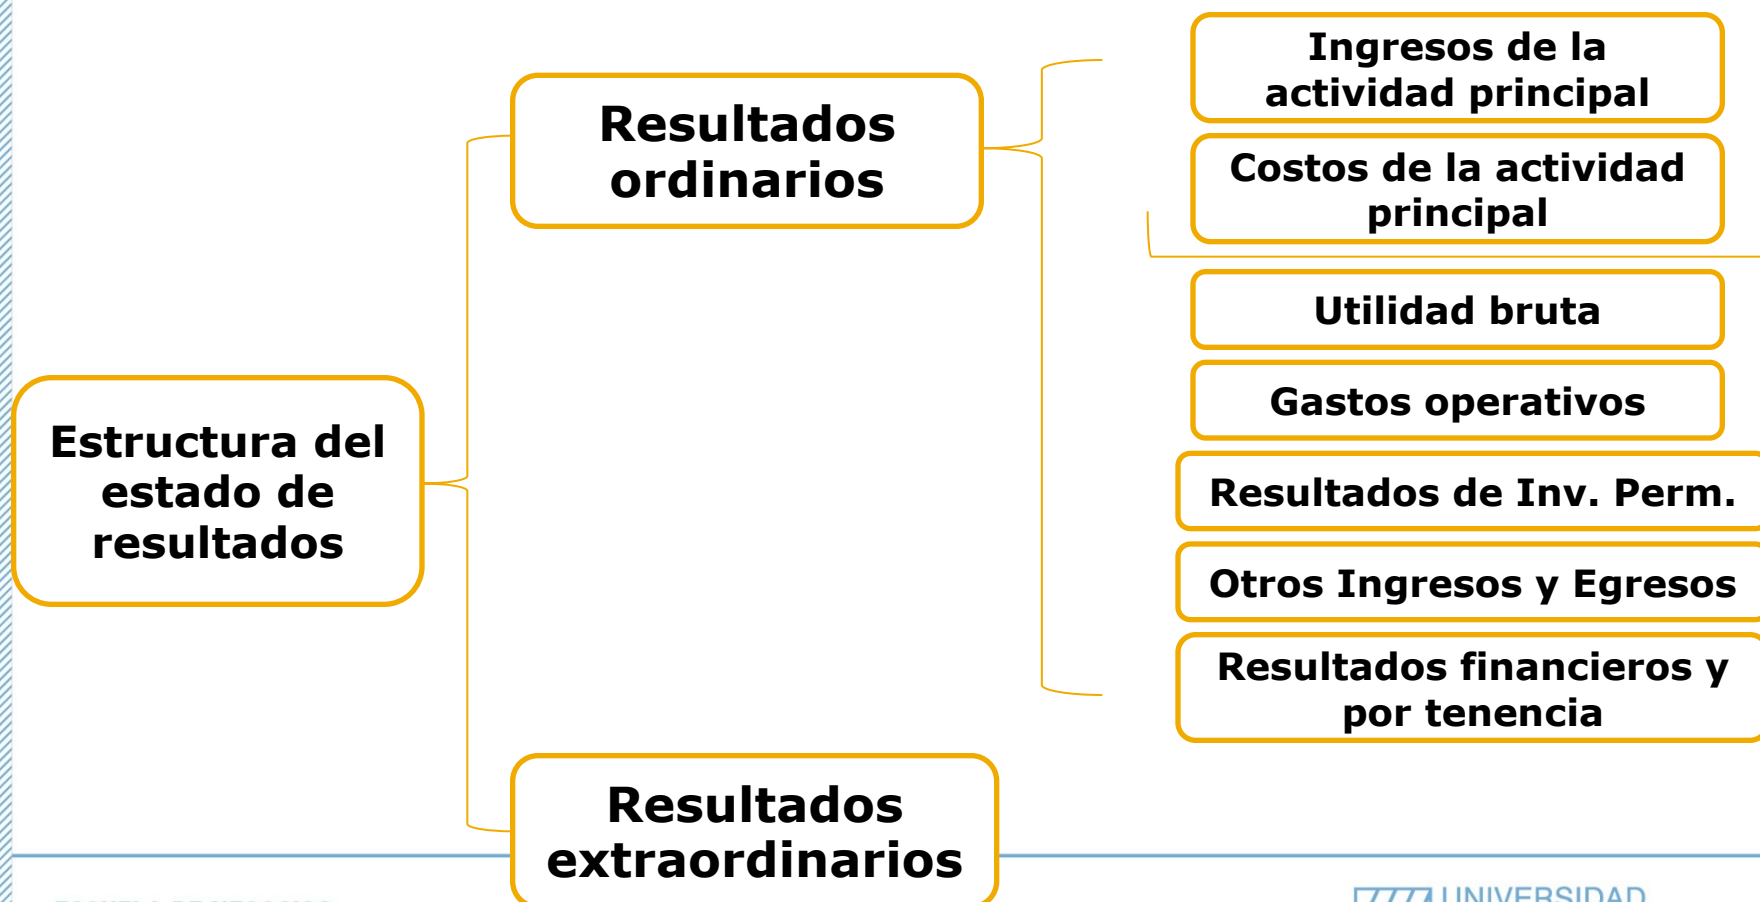 Ingresos de la
actividad principal
Resultados
ordinarios
Costos de la actividad
principal
Utilidad bruta
Gastos operativos
Estructura del
estado de
resultados
Resultados de Inv. Perm.
Otros Ingresos y Egresos
Resultados financieros y
por tenencia
Resultados
extraordinarios
UNIVERSIDAD